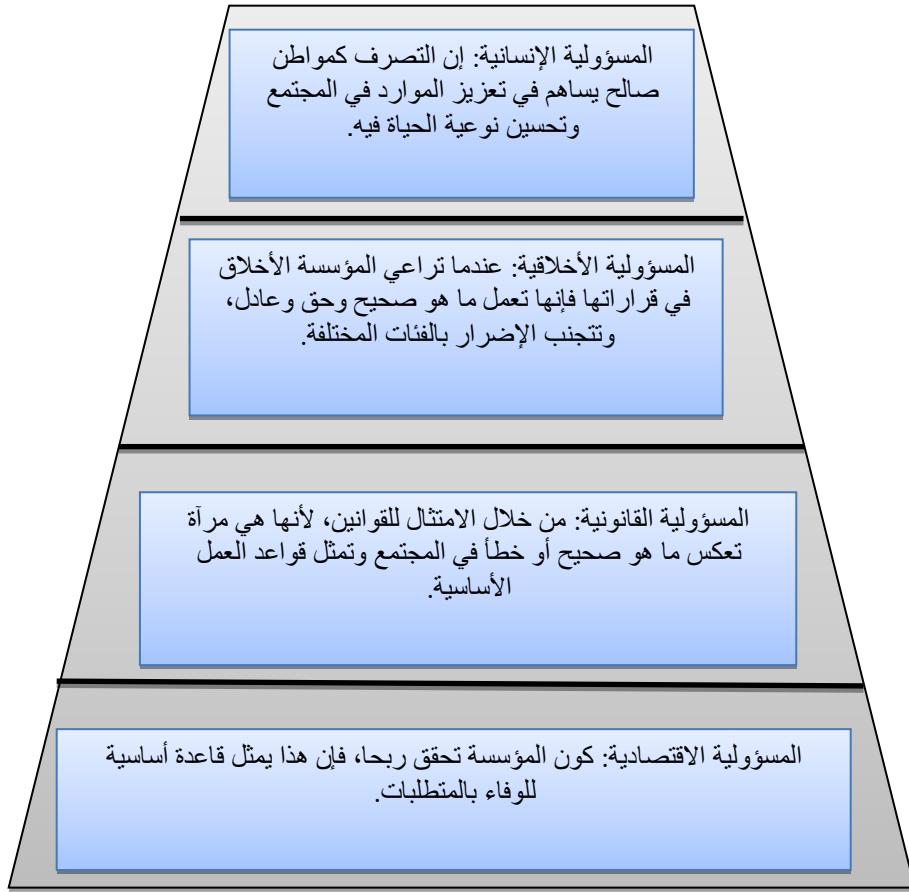 المسؤولية الإنسانية: إن التصرف كمواطن
صالح يساهم في تعزيز الموارد في المجتمع
وتحسين نوعية الحياة فيه.
المسؤولية الأخلاقية: عندما تراعي المؤسسة الأخلاق
في قراراتها فإنها تعمل ما هو صحيح وحق وعادل،
وتتجنب الإضرار بالفئات المختلفة.
المسؤولية القانونية: من خلال الامتثال للقوانين، لأنها هي مرآة
تعكس ما هو صحيح أو خطأ في المجتمع وتمثل قواعد العمل
الأساسية.
المسؤولية الاقتصادية: كون المؤسسة تحقق ربحا، فإن هذا يمثل قاعدة أساسية
للوفاء بالمتطلبات.